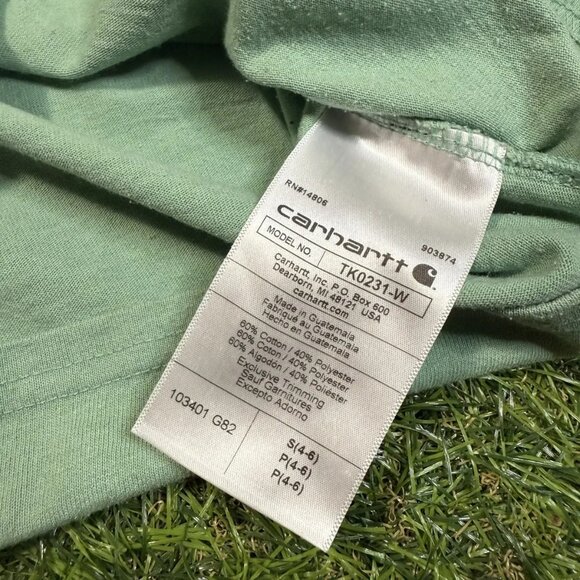 RN#14806
903874
carhartt
MODEL NO. TK0231-W
Carhartt, Inc. P.O. Box 600
Dearborn, MI 48121 USA
carhartt.com
Made in Guatemala
Fabriqué au Guatemala
Hecho en Guatemala
60% Cotton / 40% Polyester
60% Coton / 40% Polyester
60% Algodón / 40% Poliéster
Exclusive Trimming
Sauf Garnitures
Excepto Adorno
103401 G82
S(4-6)
P(4-6)
P(4-6)